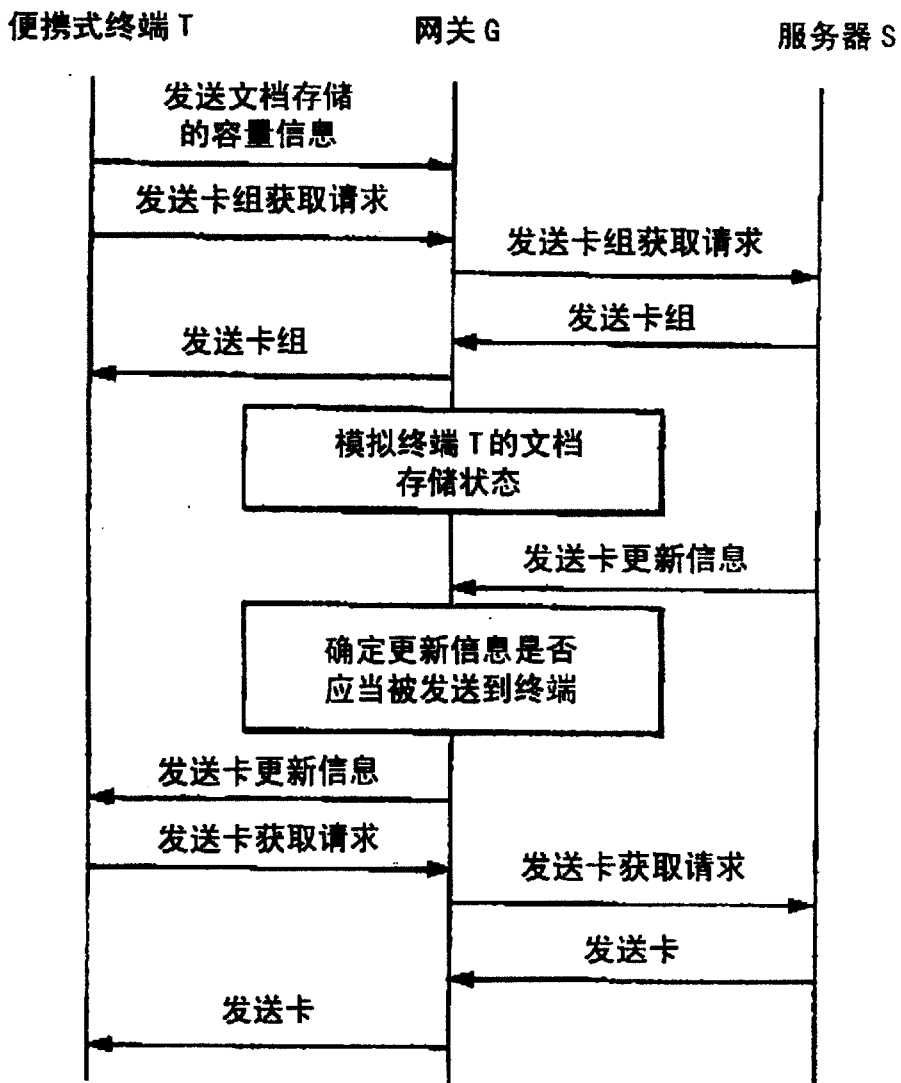 便携式终端 T
网关 G
服务器 S
发送文档存储
的容量信息
发送卡组获取请求
发送卡组获取请求
发送卡组
发送卡组
模拟终端 T 的文档
存储状态
发送卡更新信息
确定更新信息是否
应当被发送到终端
发送卡更新信息
发送卡获取请求
发送卡获取请求
发送卡
发送卡